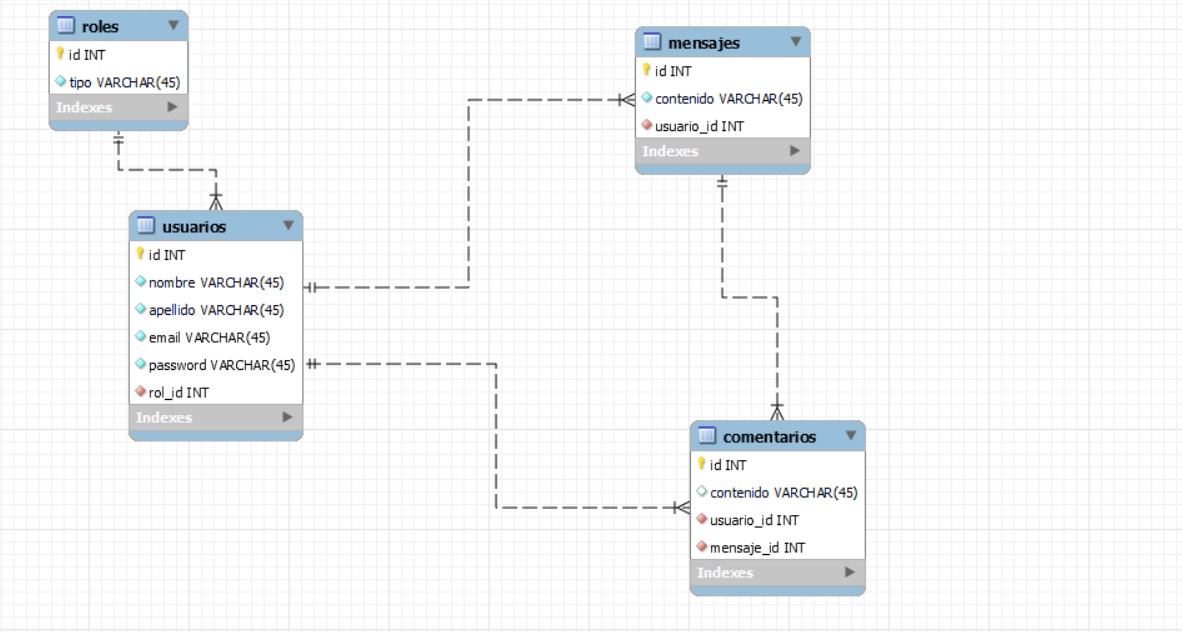 roles
id INT
tipo VARCHAR(45)
Indexes
usuarios
id INT
nombre VARCHAR(45)
apellido VARCHAR(45)
email VARCHAR(45)
password VARCHAR(45)
rol_id INT
Indexes
mensajes
id INT
contenido VARCHAR(45)
usuario_id INT
Indexes
comentarios
id INT
contenido VARCHAR(45)
usuario_id INT
mensaje_id INT
Indexes